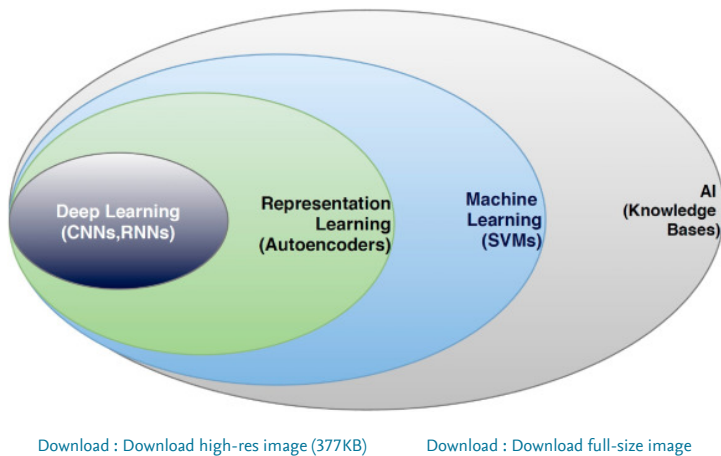 Deep Learning
(CNNs,RNNs)
Representation
Learning
(Autoencoders)
Machine
Learning
(SVMs)
AI
(Knowledge
Bases)
Download : Download high-res image (377KB)
Download : Download full-size image